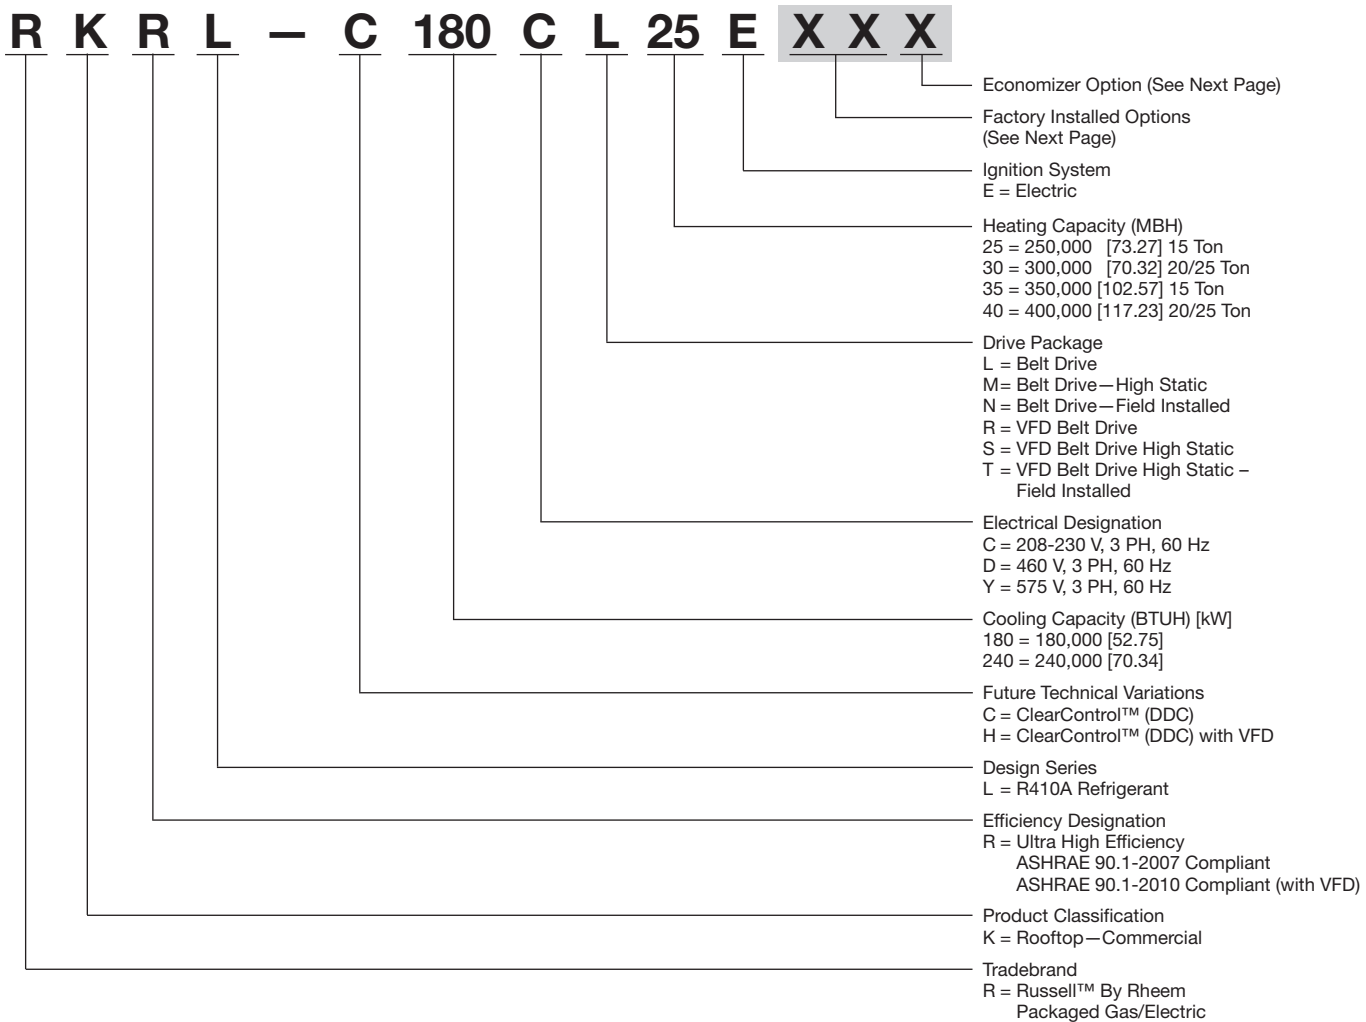 R K R L — C 180 C L 25 E X X X
Economizer Option (See Next Page)
Factory Installed Options
(See Next Page)
Ignition System
E = Electric
Heating Capacity (MBH)
25 = 250,000 [73.27] 15 Ton
30 = 300,000 [70.32] 20/25 Ton
35 = 350,000 [102.57] 15 Ton
40 = 400,000 [117.23] 20/25 Ton
Drive Package
L = Belt Drive
M= Belt Drive—High Static
N = Belt Drive—Field Installed
R = VFD Belt Drive
S = VFD Belt Drive High Static
T = VFD Belt Drive High Static –
Field Installed
Electrical Designation
C = 208-230 V, 3 PH, 60 Hz
D = 460 V, 3 PH, 60 Hz
Y = 575 V, 3 PH, 60 Hz
Cooling Capacity (BTUH) [kW]
180 = 180,000 [52.75]
240 = 240,000 [70.34]
Future Technical Variations
C = ClearControl™ (DDC)
H = ClearControl™ (DDC) with VFD
Design Series
L = R410A Refrigerant
Efficiency Designation
R = Ultra High Efficiency
ASHRAE 90.1-2007 Compliant
ASHRAE 90.1-2010 Compliant (with VFD)
Product Classification
K = Rooftop—Commercial
Tradebrand
R = Russell™ By Rheem
Packaged Gas/Electric